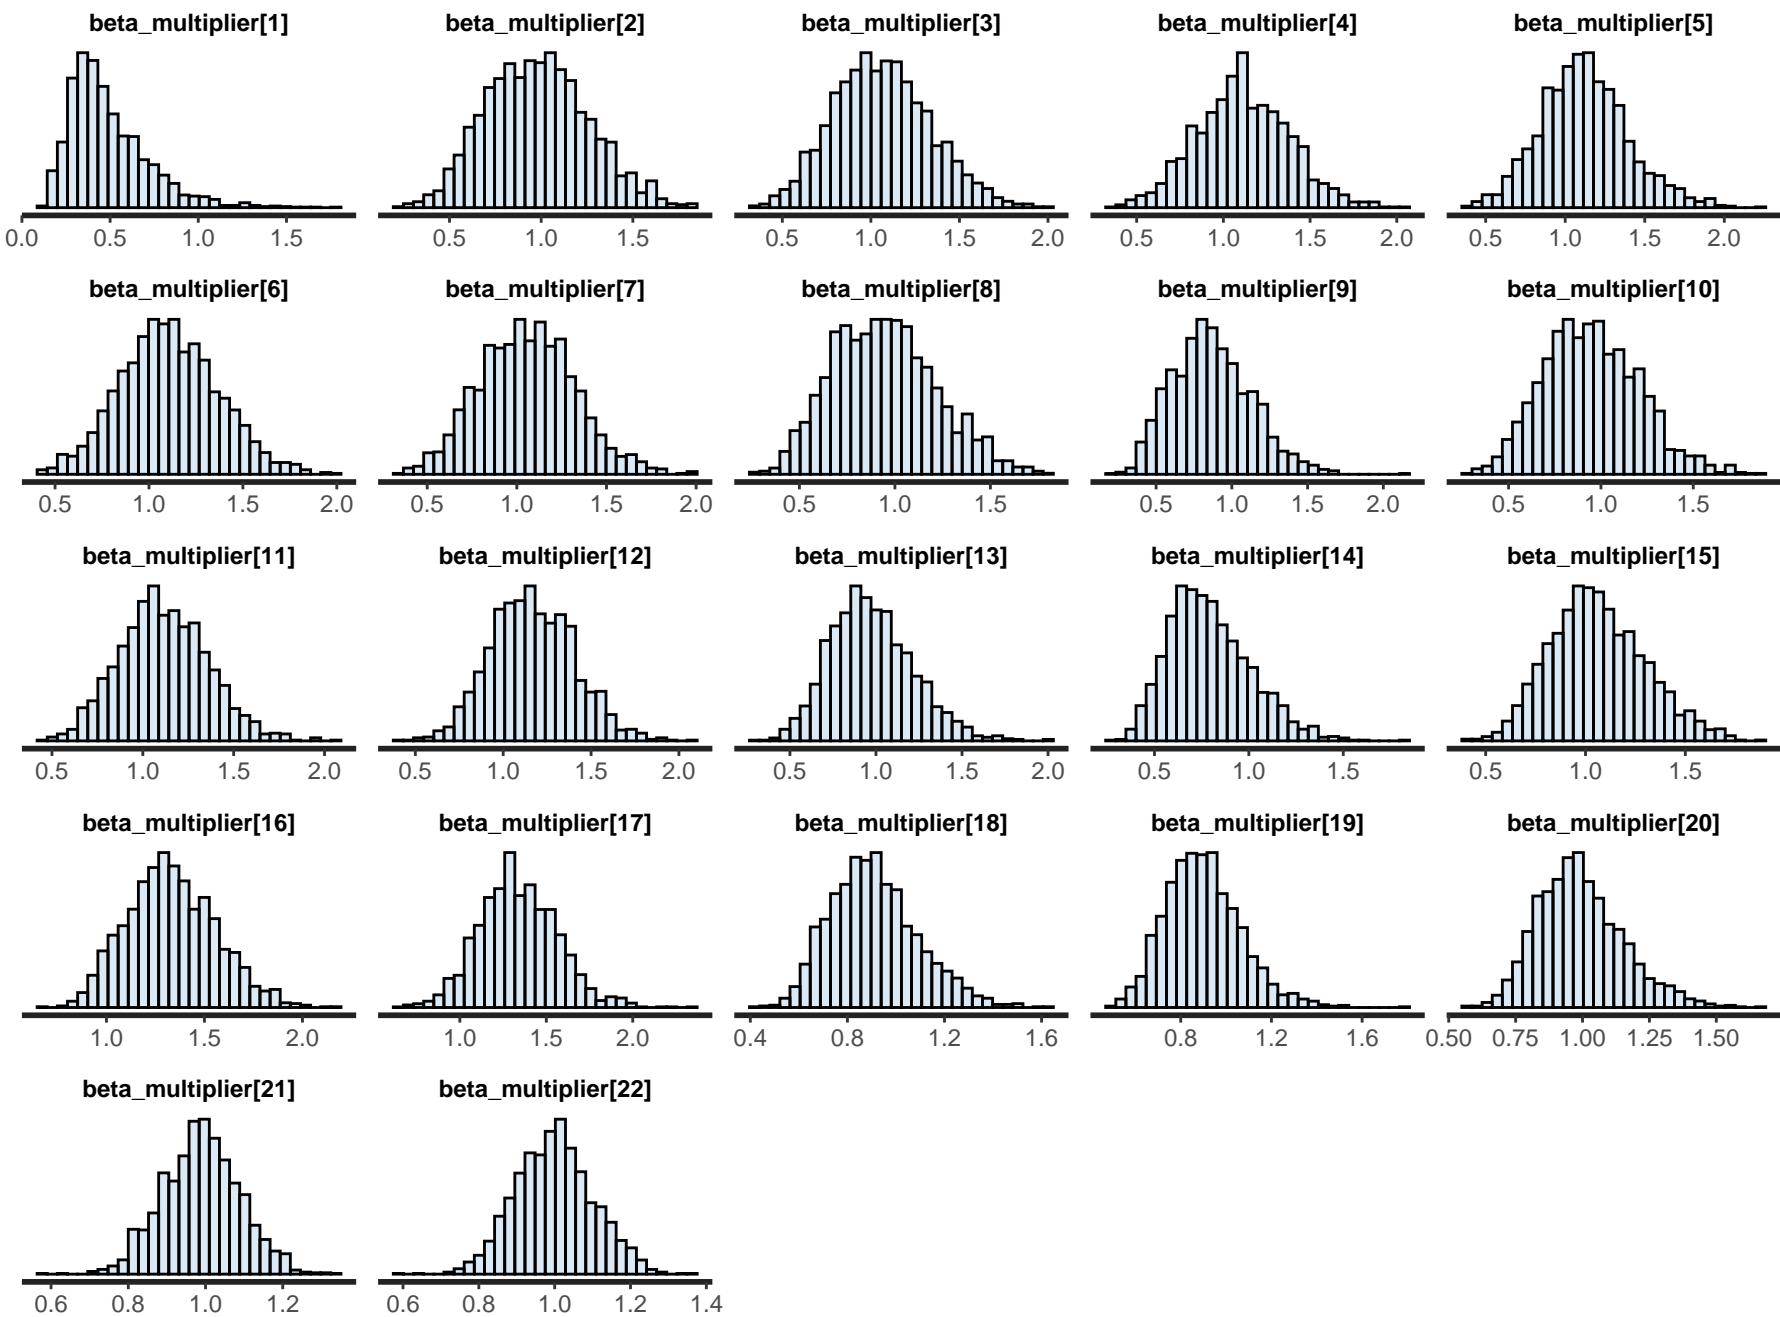 beta_multiplier[1] beta_multiplier[2] beta_multiplier[3] beta_multiplier[4] beta_multiplier[5]
0.0 0.5 1.0 1.5 0.5 1.0 1.5 0.5 1.0 1.5 2.0 0.5 1.0 1.5 2.0 0.5 1.0 1.5 2.0
beta_multiplier[6] beta_multiplier[7] beta_multiplier[8] beta_multiplier[9] beta_multiplier[10]
0.5 1.0 1.5 2.0 0.5 1.0 1.5 2.0 0.5 1.0 1.5 0.5 1.0 1.5 2.0 0.5 1.0 1.5
beta_multiplier[11] beta_multiplier[12] beta_multiplier[13] beta_multiplier[14] beta_multiplier[15]
0.5 1.0 1.5 2.0 0.5 1.0 1.5 2.0 0.5 1.0 1.5 2.0 0.5 1.0 1.5 0.5 1.0 1.5
beta_multiplier[16] beta_multiplier[17] beta_multiplier[18] beta_multiplier[19] beta_multiplier[20]
1.0 1.5 2.0 1.0 1.5 2.0 0.4 0.8 1.2 1.6 0.8 1.2 1.6 0.50 0.75 1.00 1.25 1.50
beta_multiplier[21] beta_multiplier[22]
0.6 0.8 1.0 1.2 0.6 0.8 1.0 1.2 1.4